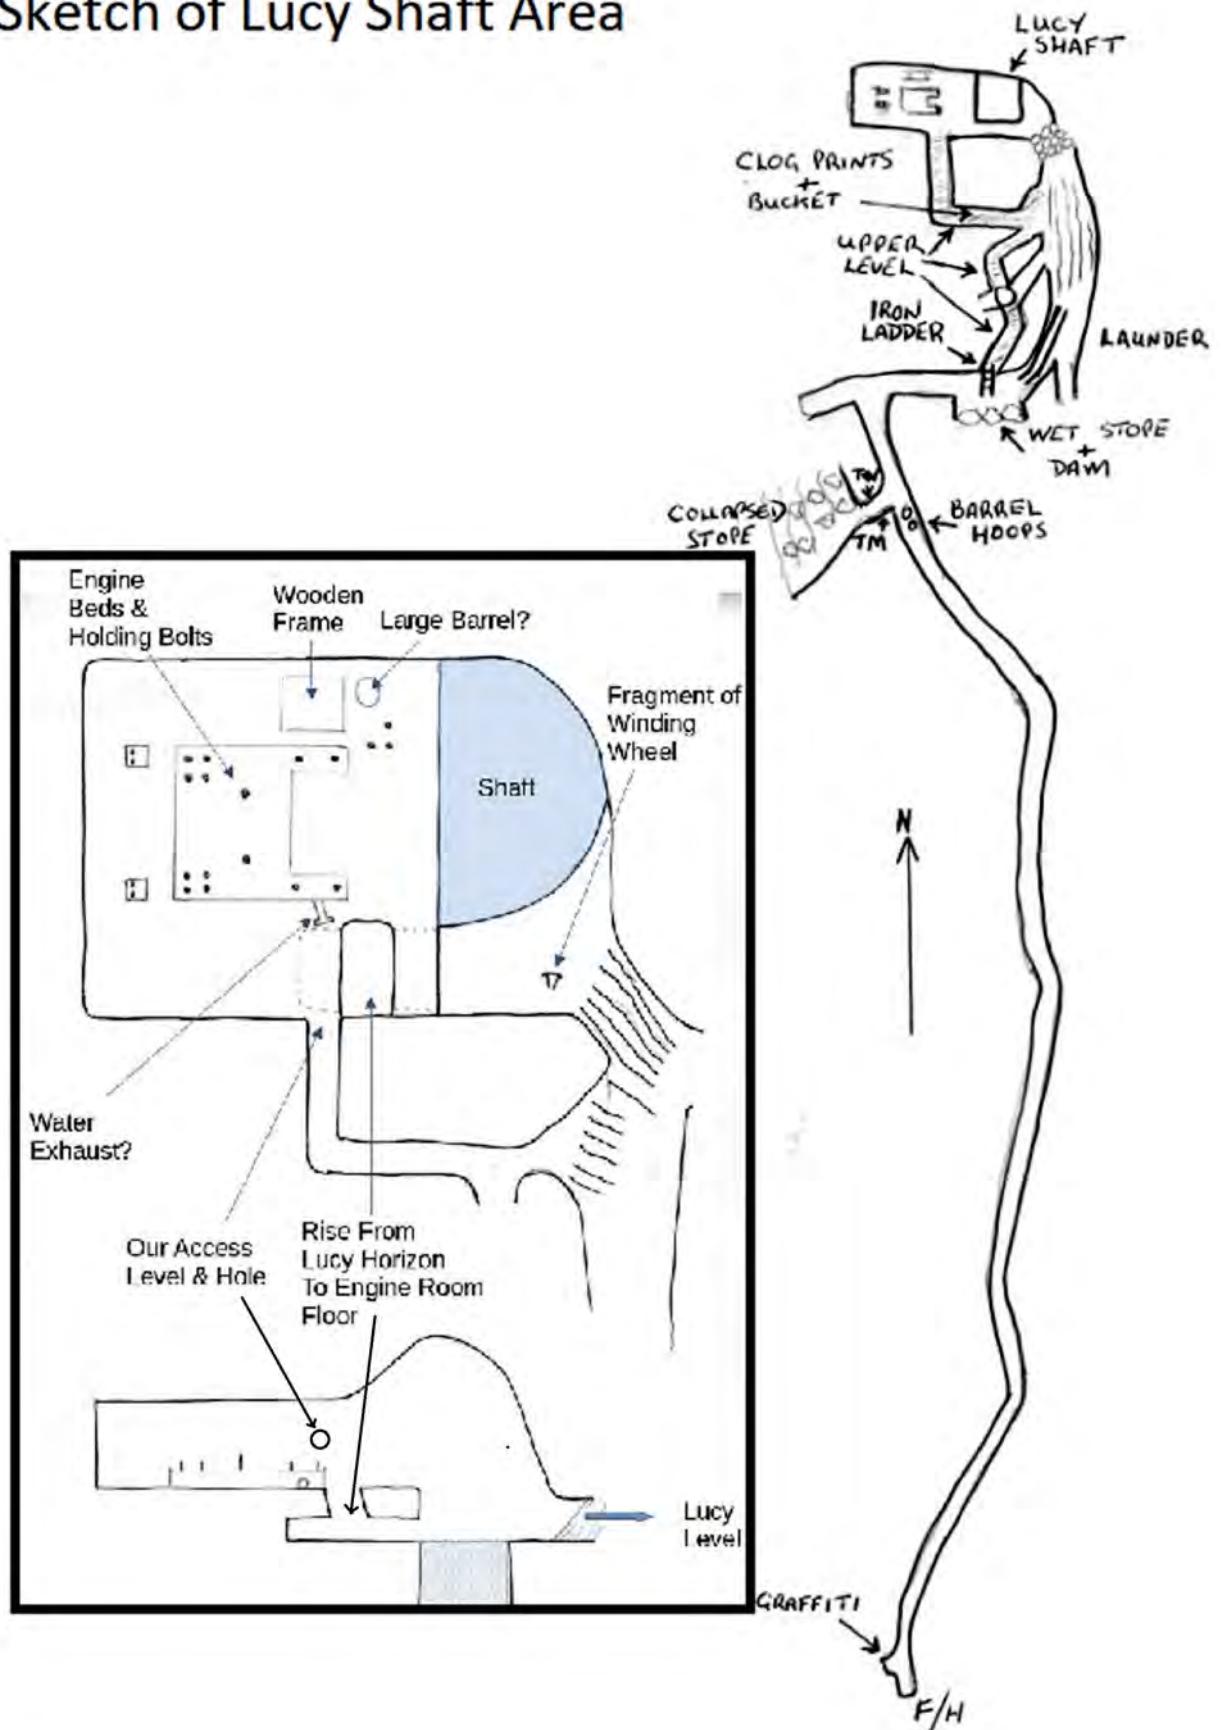 Sketch of Lucy Shaft Area
LUCY
SHAFT
CLOG PRINTS
+
BUCKET
UPPER
LEVEL
IRON
LADDER
LAUNDER
WET STOPE
+
DAM
COLLAPSED
STOPE
TM
TM
BARREL
HOOPS
Engine
Beds &
Holding Bolts
Wooden
Frame
Large Barrel?
Fragment of
Winding
Wheel
Shaft
N
Water
Exhaust?
Our Access
Level & Hole
Rise From
Lucy Horizon
To Engine Room
Floor
Lucy
Level
GRAFFITI
F/H